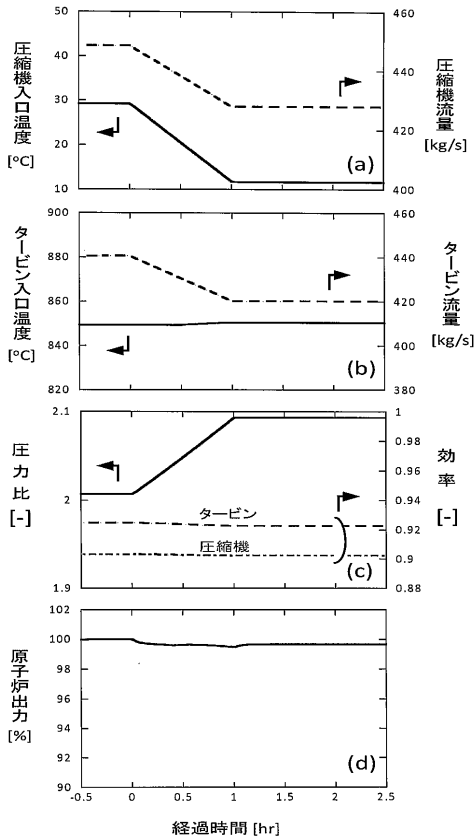 圧縮機入口温度
[°C]
50
40
30
20
10
460
440
420
400
圧縮機流量
[kg/s]
(a)
タービン入口温度
[°C]
900
880
860
840
820
460
440
420
400
380
タービン流量
[kg/s]
(b)
圧力比
[-]
2.1
2
1.9
1
0.98
0.96
0.94
0.92
0.9
0.88
効率
[-]
タービン
圧縮機
(c)
原子炉出力
[%]
102
100
98
96
94
92
90
(d)
-0.5
0
0.5
1
1.5
2
2.5
経過時間 [hr]